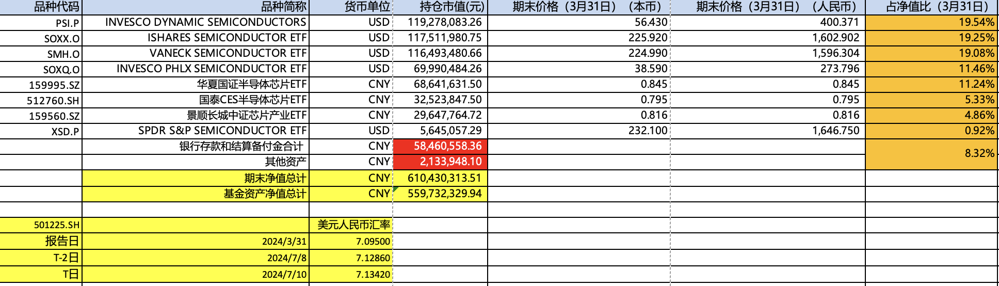 品种代码 品种简称 货币单位 持仓市值(元) 期末价格（3月31日）（本币） 期末价格（3月31日）（人民币） 占净值比（3月31日）
PSI.P INVESCO DYNAMIC SEMICONDUCTORS USD 119,278,083.26 56.430 400.371 19.54%
SOXX.O ISHARES SEMICONDUCTOR ETF USD 117,511,980.75 225.920 1,602.902 19.25%
SMH.O VANECK SEMICONDUCTOR ETF USD 116,493,480.66 224.990 1,596.304 19.08%
SOXQ.O INVESCO PHLX SEMICONDUCTOR ETF USD 69,990,484.26 38.590 273.796 11.46%
159995.SZ 华夏国证半导体芯片ETF CNY 68,641,631.50 0.845 0.845 11.24%
512760.SH 国泰CES半导体芯片ETF CNY 32,523,847.50 0.795 0.795 5.33%
159560.SZ 景顺长城中证芯片产业ETF CNY 29,647,764.72 0.816 0.816 4.86%
XSD.P SPDR S&P SEMICONDUCTOR ETF USD 5,645,057.29 232.100 1,646.750 0.92%
银行存款和结算备付金合计 CNY 58,460,558.36 8.32%
其他资产 CNY 2,133,948.10
期末净值总计 CNY 610,430,313.51
基金资产净值总计 CNY 559,732,329.94
501225.SH 美元人民币汇率
报告日 2024/3/31 7.09500
T-2日 2024/7/8 7.12860
T日 2024/7/10 7.13420